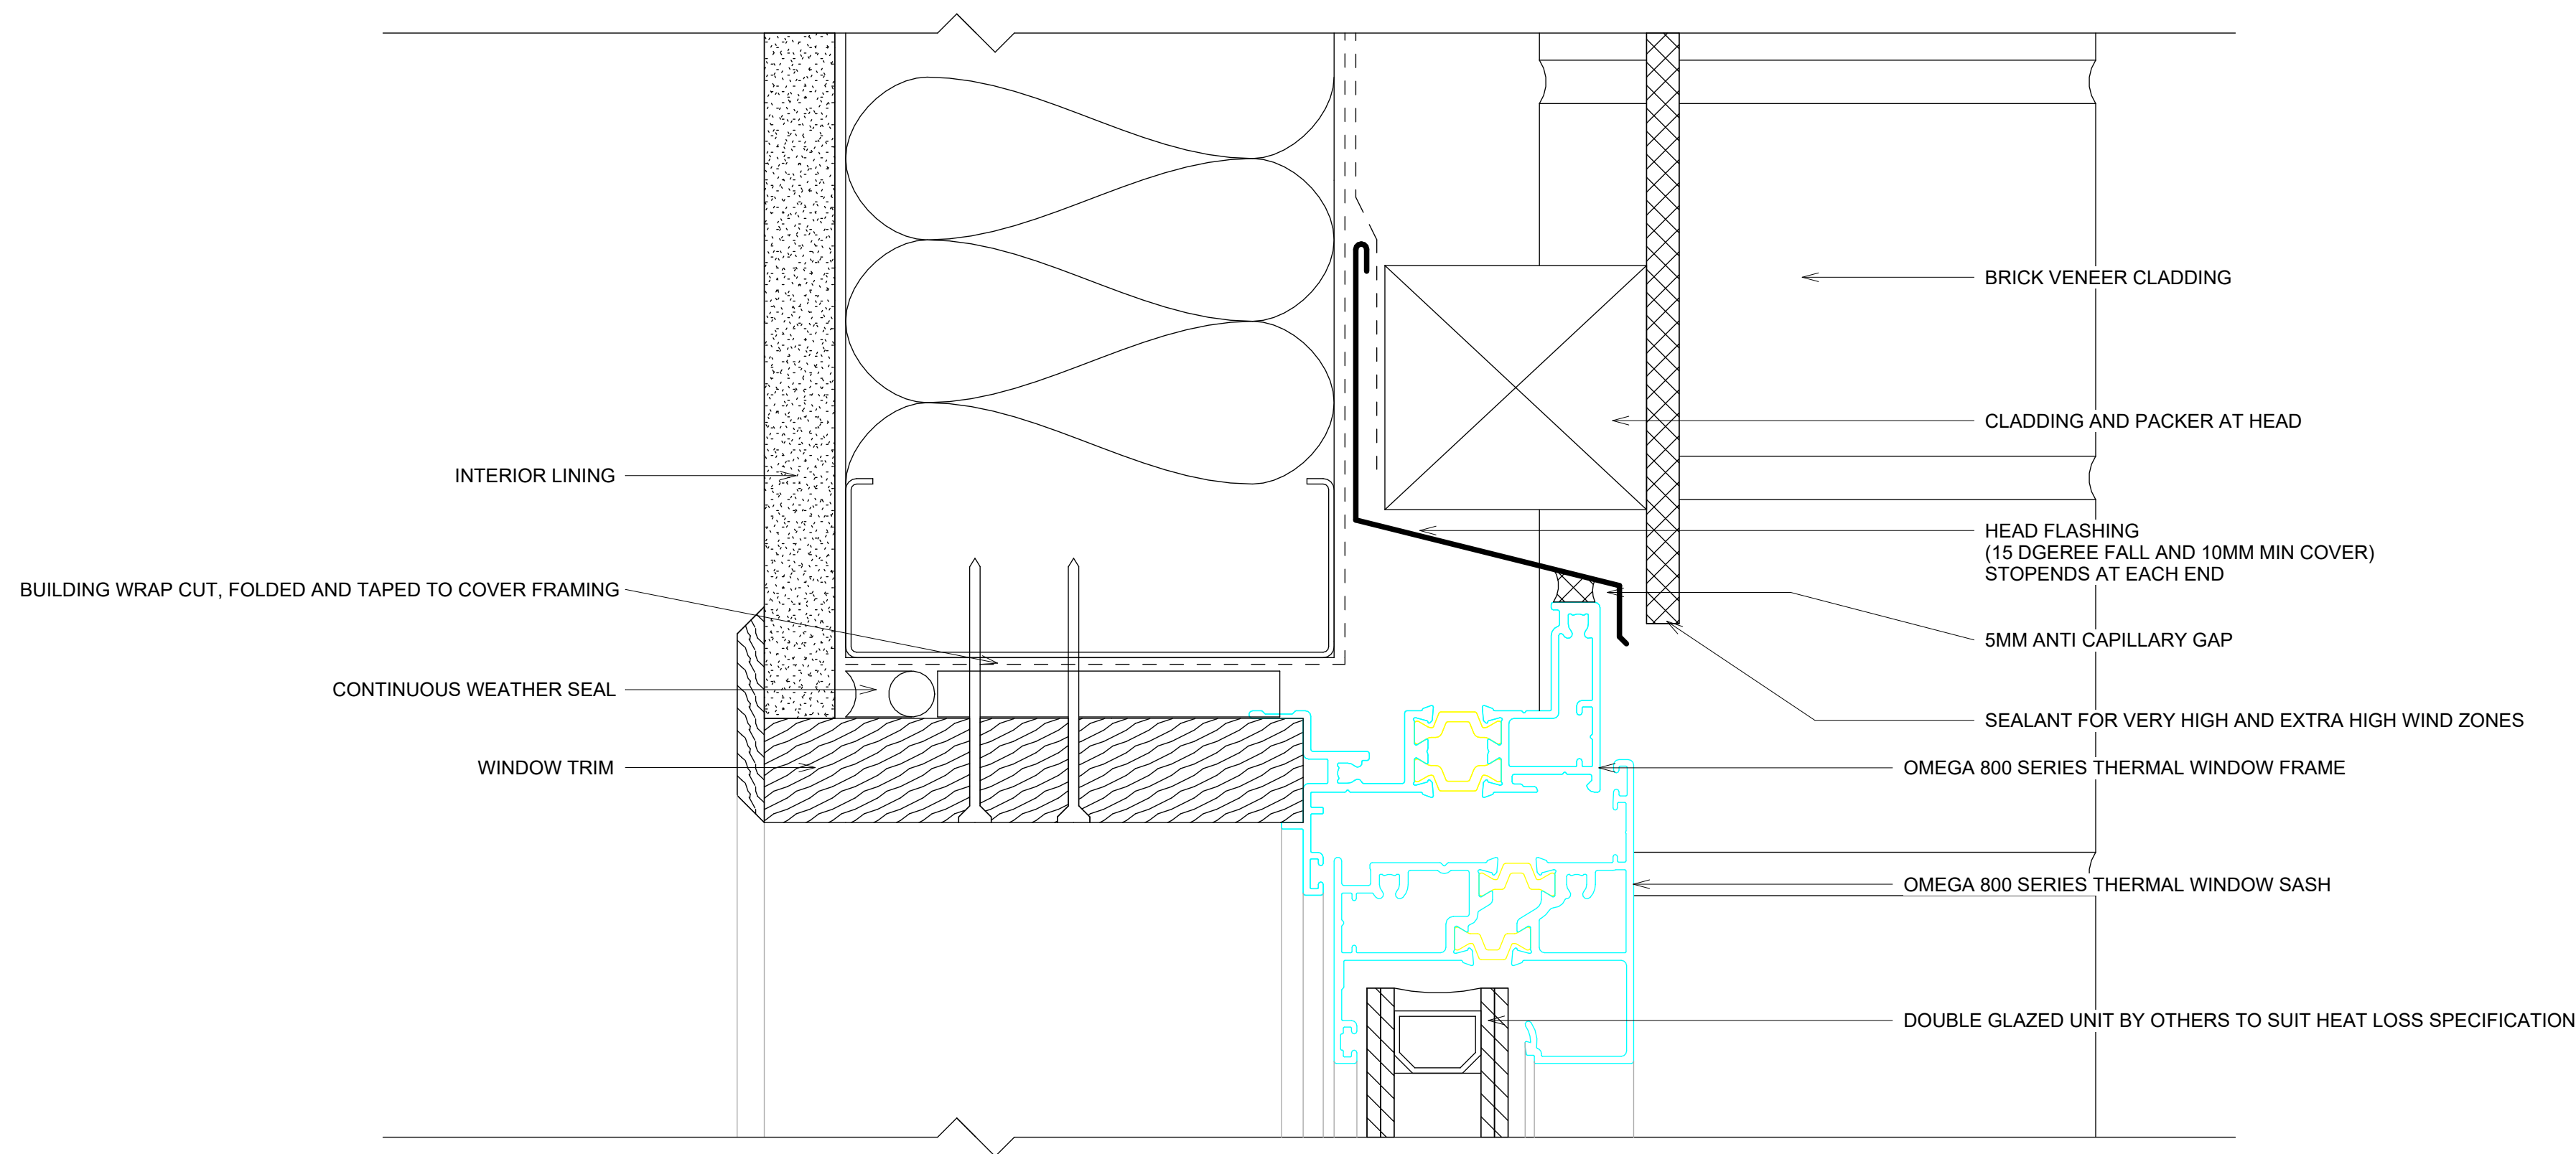 BRICK VENEER CLADDING
CLADDING AND PACKER AT HEAD
INTERIOR LINING
HEAD FLASHING
(15 DGEREE FALL AND 10MM MIN COVER)
STOPENDS AT EACH END
BUILDING WRAP CUT, FOLDED AND TAPED TO COVER FRAMING
5MM ANTI CAPILLARY GAP
CONTINUOUS WEATHER SEAL
SEALANT FOR VERY HIGH AND EXTRA HIGH WIND ZONES
WINDOW TRIM
OMEGA 800 SERIES THERMAL WINDOW FRAME
OMEGA 800 SERIES THERMAL WINDOW SASH
DOUBLE GLAZED UNIT BY OTHERS TO SUIT HEAT LOSS SPECIFICATION